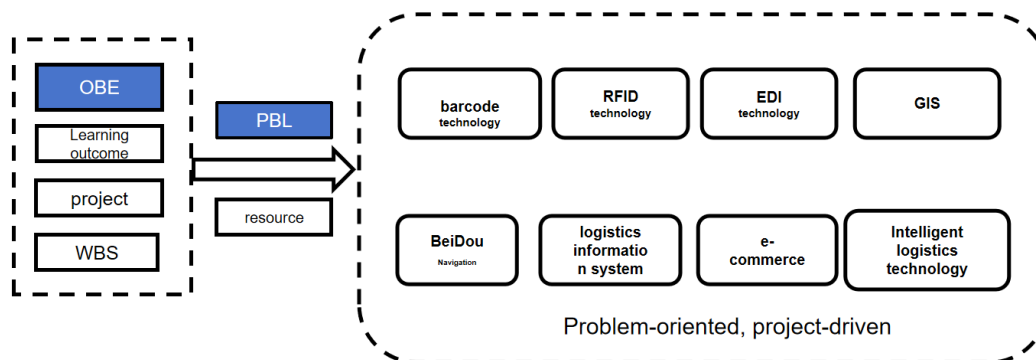 OBE
Learning
outcome
project
WBS
PBL
resource
barcode
technology
RFID
technology
EDI
technology
GIS
BeiDou
Navigation
logistics
informatio
n system
e-
commerce
Intelligent
logistics
technology
Problem-oriented, project-driven